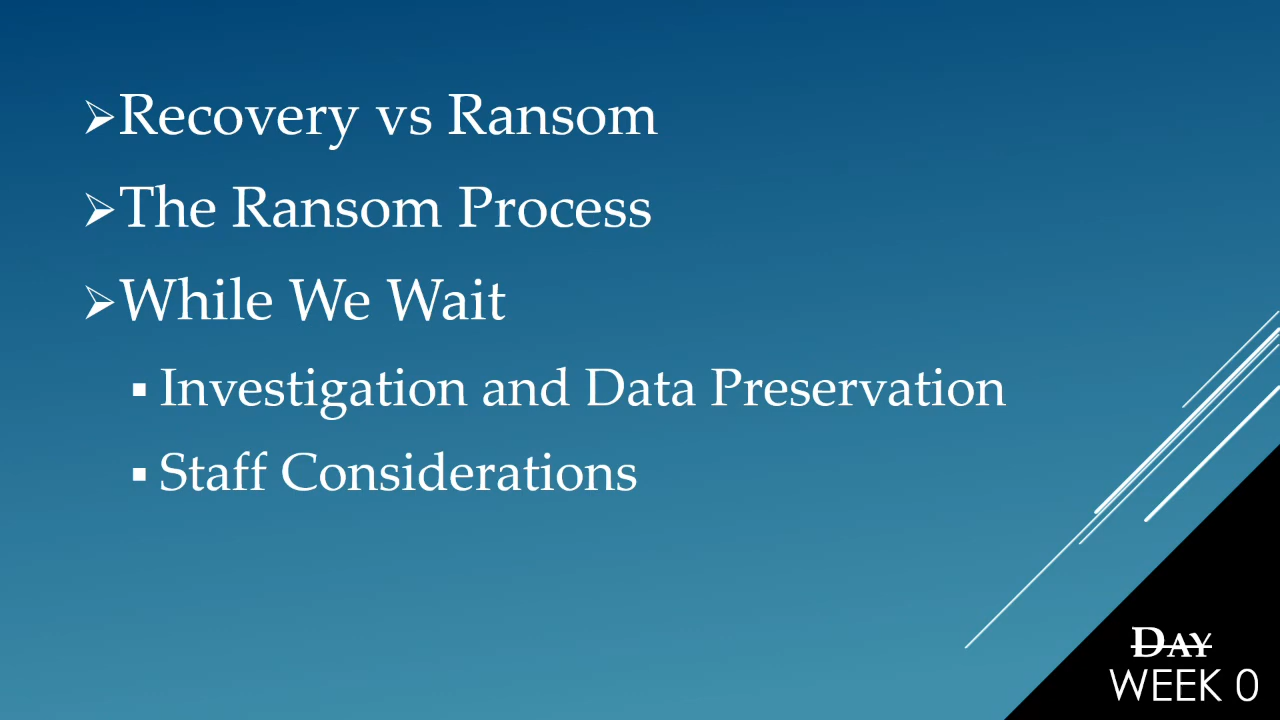 Recovery vs Ransom
The Ransom Process
While We Wait
Investigation and Data Preservation
Staff Considerations
DAY
WEEK 0